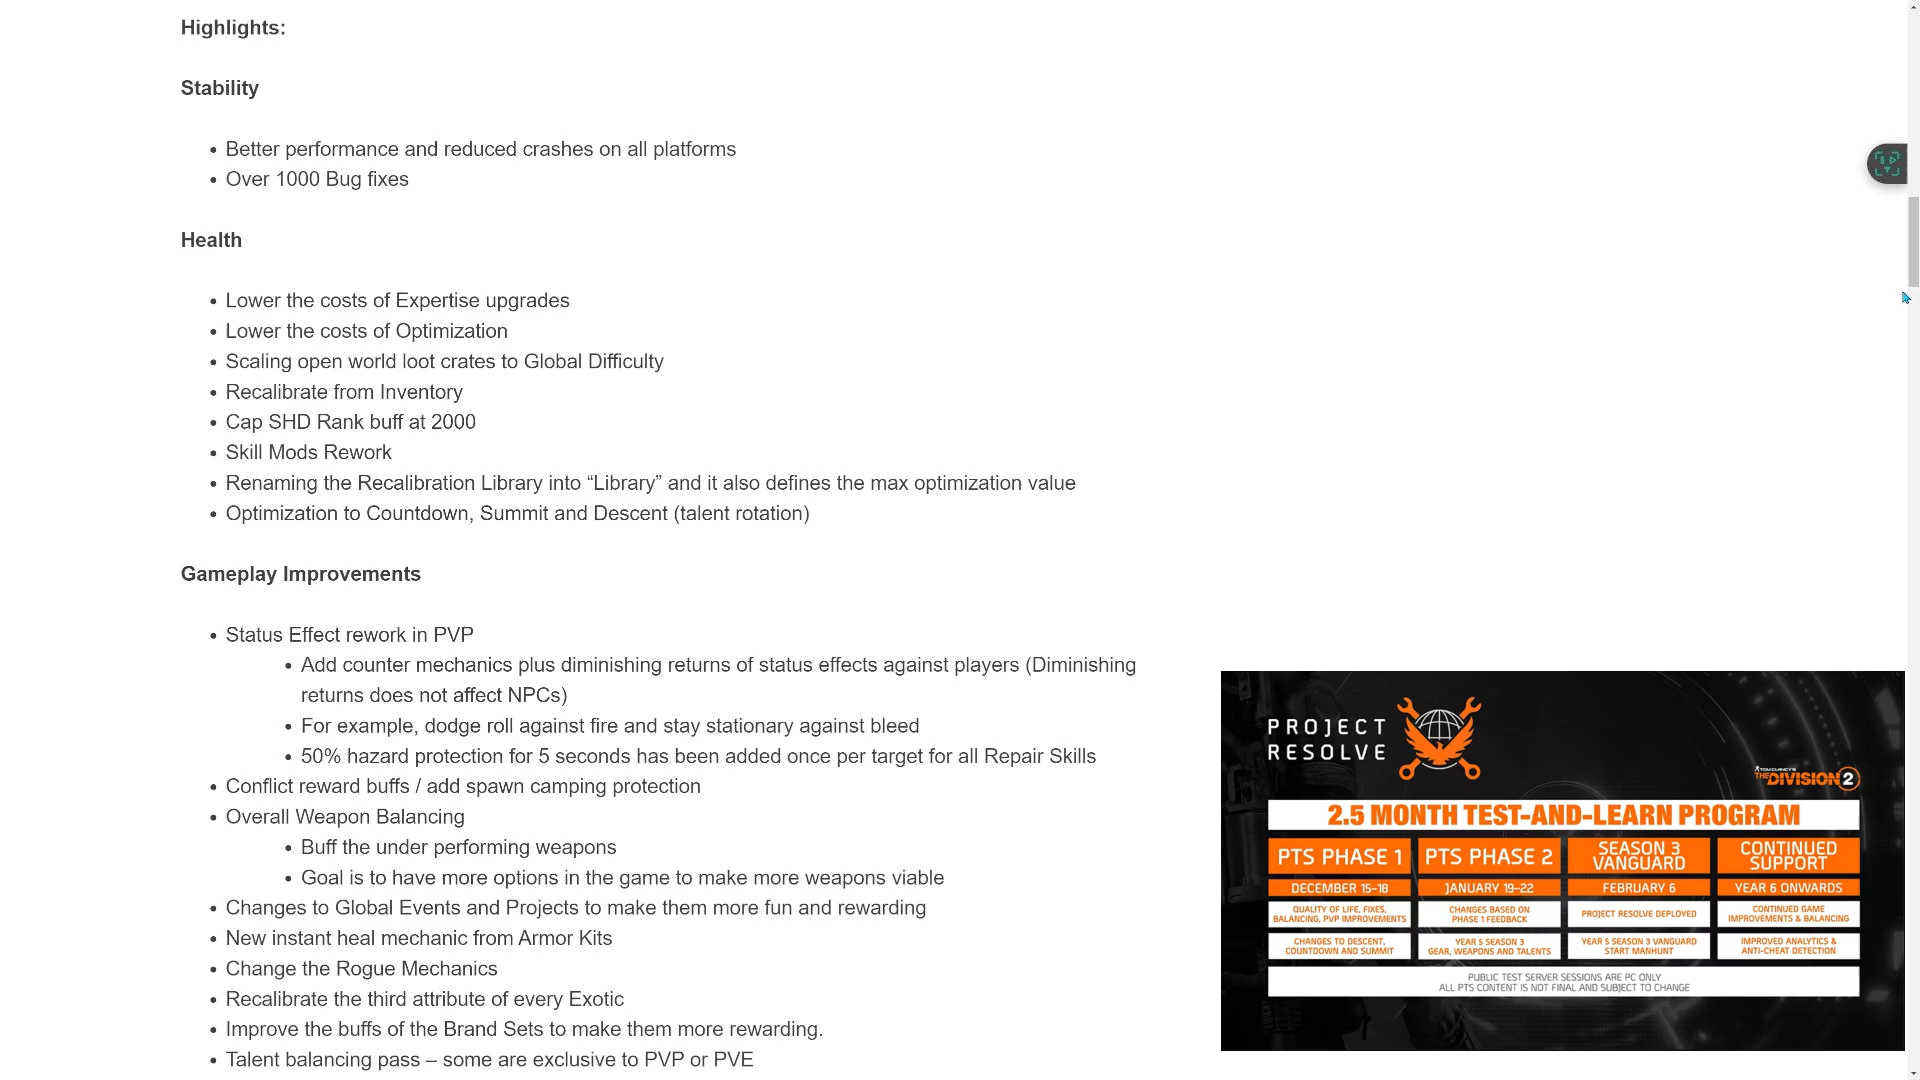 Highlights:
Stability
• Better performance and reduced crashes on all platforms
• Over 1000 Bug fixes
Health
• Lower the costs of Expertise upgrades
• Lower the costs of Optimization
• Scaling open world loot crates to Global Difficulty
• Recalibrate from Inventory
• Cap SHD Rank buff at 2000
• Skill Mods Rework
• Renaming the Recalibration Library into “Library” and it also defines the max optimization value
• Optimization to Countdown, Summit and Descent (talent rotation)
Gameplay Improvements
• Status Effect rework in PVP
• Add counter mechanics plus diminishing returns of status effects against players (Diminishing
returns does not affect NPCs)
• For example, dodge roll against fire and stay stationary against bleed
• 50% hazard protection for 5 seconds has been added once per target for all Repair Skills
• Conflict reward buffs / add spawn camping protection
• Overall Weapon Balancing
• Buff the under performing weapons
• Goal is to have more options in the game to make more weapons viable
• Changes to Global Events and Projects to make them more fun and rewarding
• New instant heal mechanic from Armor Kits
• Change the Rogue Mechanics
• Recalibrate the third attribute of every Exotic
• Improve the buffs of the Brand Sets to make them more rewarding.
• Talent balancing pass – some are exclusive to PVP or PVE
PROJECT
RESOLVE
TOM CLANCY'S
THE DIVISION 2
2.5 MONTH TEST-AND-LEARN PROGRAM
PTS PHASE 1
DECEMBER 15-18
QUALITY OF LIFE, FIXES,
BALANCING, PVP IMPROVEMENTS
CHANGES TO DESCENT,
COUNTDOWN AND SUMMIT
PTS PHASE 2
JANUARY 19-22
CHANGES BASED ON
PHASE 1 FEEDBACK
YEAR 5 SEASON 3
GEAR, WEAPONS AND TALENTS
SEASON 3
VANGUARD
FEBRUARY 6
PROJECT RESOLVE DEPLOYED
YEAR 5 SEASON 3 VANGUARD
START MANHUNT
CONTINUED
SUPPORT
YEAR 6 ONWARDS
CONTINUED GAME
IMPROVEMENTS & BALANCING
IMPROVED ANALYTICS &
ANTI-CHEAT DETECTION
PUBLIC TEST SERVER SESSIONS ARE PC ONLY
ALL PTS CONTENT IS NOT FINAL AND SUBJECT TO CHANGE